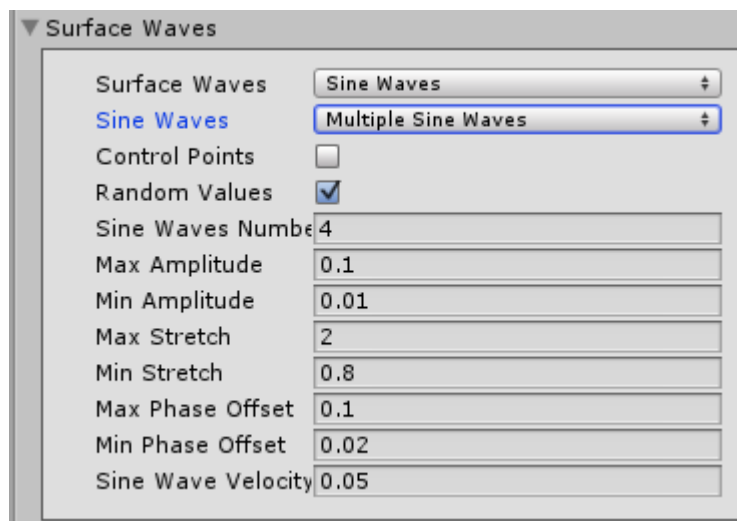 Surface Waves
Surface Waves Sine Waves
Sine Waves Multiple Sine Waves
Control Points
Random Values
Sine Waves Numbe 4
Max Amplitude 0.1
Min Amplitude 0.01
Max Stretch 2
Min Stretch 0.8
Max Phase Offset 0.1
Min Phase Offset 0.02
Sine Wave Velocity 0.05